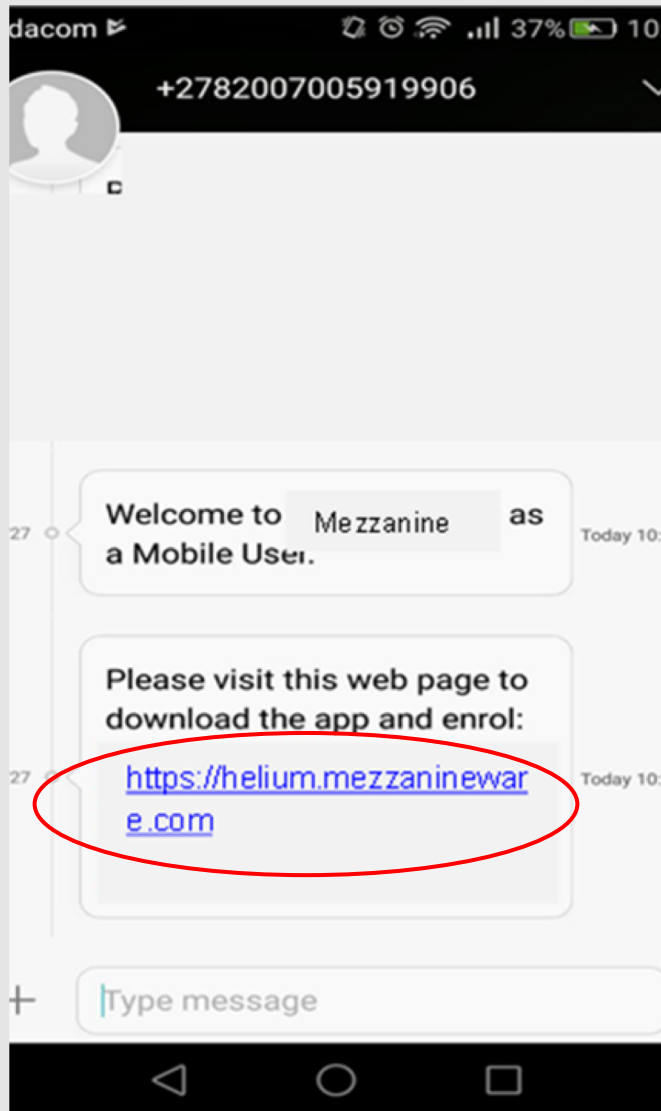 dacom 37% 10
+2782007005919906
Welcome to Mezzanine as
a Mobile User.
27 Today 10:
Please visit this web page to
download the app and enrol:
https://helium.mezzaninewar
e.com
27 Today 10:
Type message